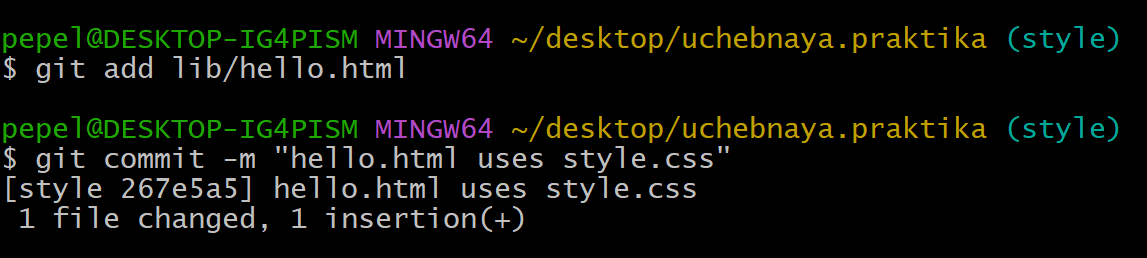 pepel@DESKTOP-IG4PISM MINGW64 ~/desktop/uchebnaya.praktika (style)
$ git add lib/hello.html
pepel@DESKTOP-IG4PISM MINGW64 ~/desktop/uchebnaya.praktika (style)
$ git commit -m "hello.html uses style.css"
[style 267e5a5] hello.html uses style.css
1 file changed, 1 insertion(+)